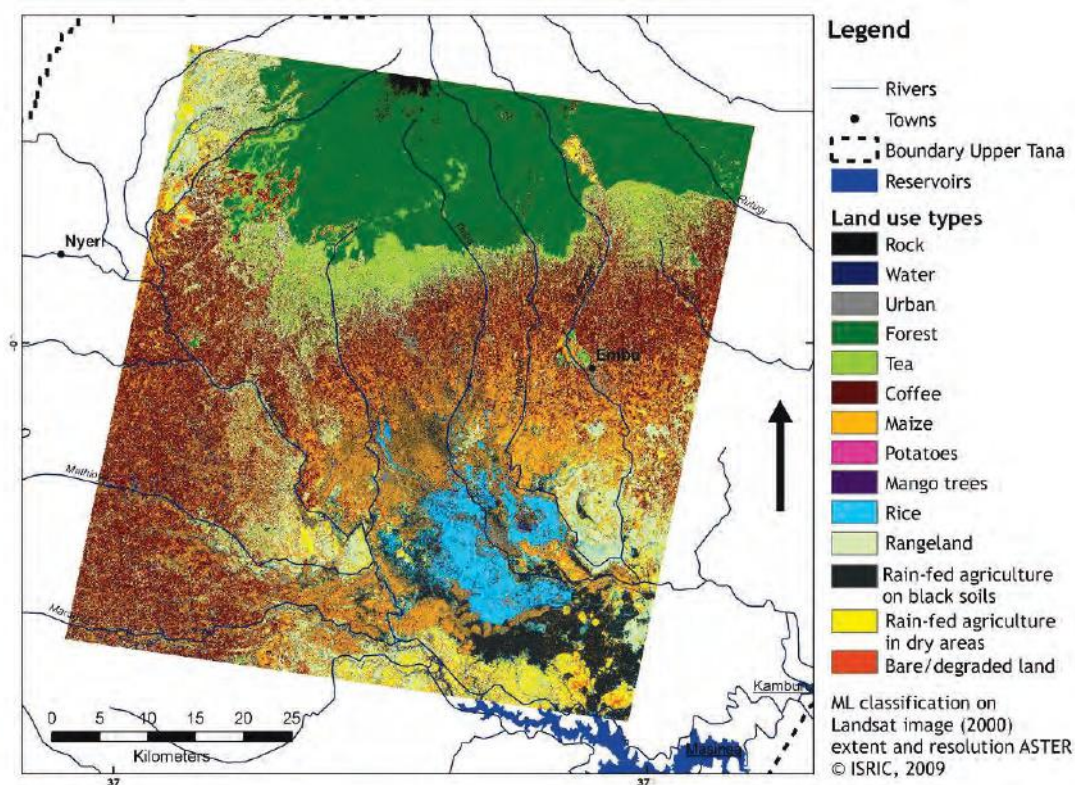 Legend
Rivers
Towns
Boundary Upper Tana
Reservoirs
Land use types
Rock
Water
Urban
Forest
Tea
Coffee
Maize
Potatoes
Mango trees
Rice
Rangeland
Rain-fed agriculture
on black soils
Rain-fed agriculture
in dry areas
Bare/degraded land
ML classification on
Landsat image (2000)
extent and resolution ASTER
© ISRIC, 2009
Rutugi
Nyeri
Embu
Masinga
0 5 10 15 20 25
Kilometers
37
37